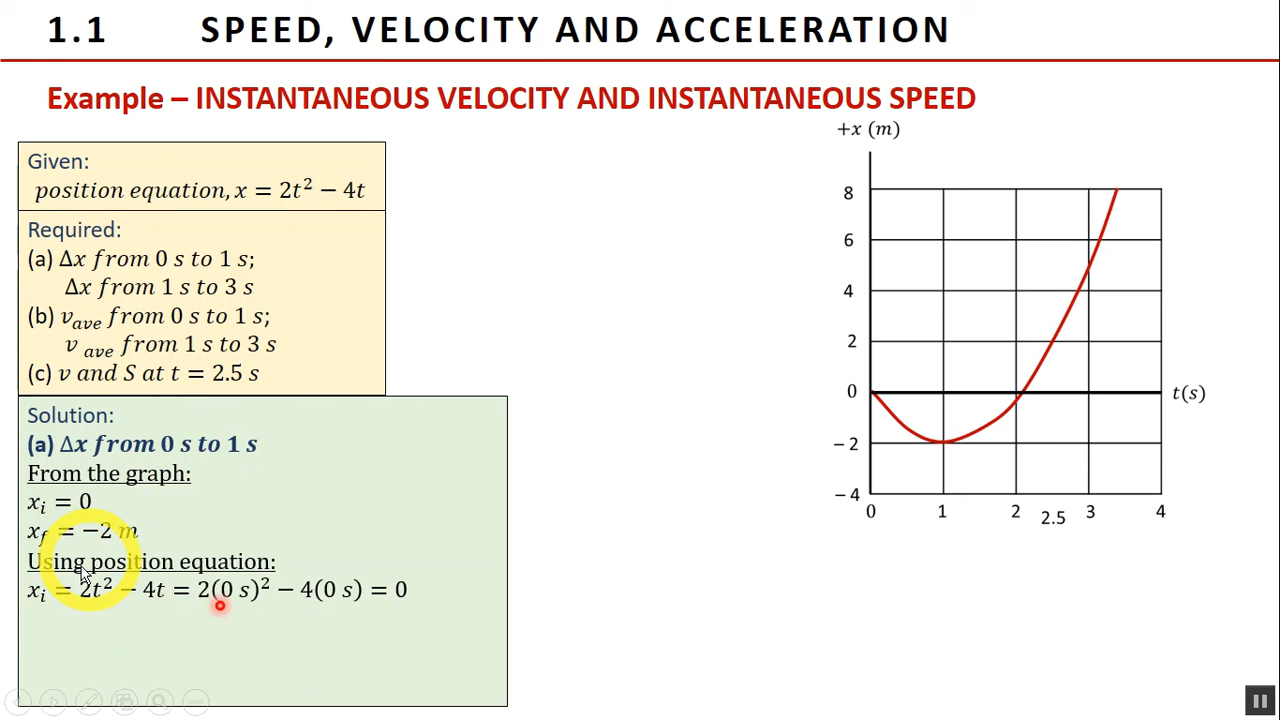 1.1 SPEED, VELOCITY AND ACCELERATION
Example – INSTANTANEOUS VELOCITY AND INSTANTANEOUS SPEED
Given:
position equation, x = 2t² − 4t
Required:
(a) Δx from 0 s to 1 s;
Δx from 1 s to 3 s
(b) v_ave from 0 s to 1 s;
v_ave from 1 s to 3 s
(c) v and S at t = 2.5 s
Solution:
(a) Δx from 0 s to 1 s
From the graph:
x_i = 0
x_f = −2 m
Using position equation:
x_i = 2t² − 4t = 2(0 s)² − 4(0 s) = 0
+x (m)
8
6
4
2
0
−2
−4
t(s)
0 1 2 2.5 3 4